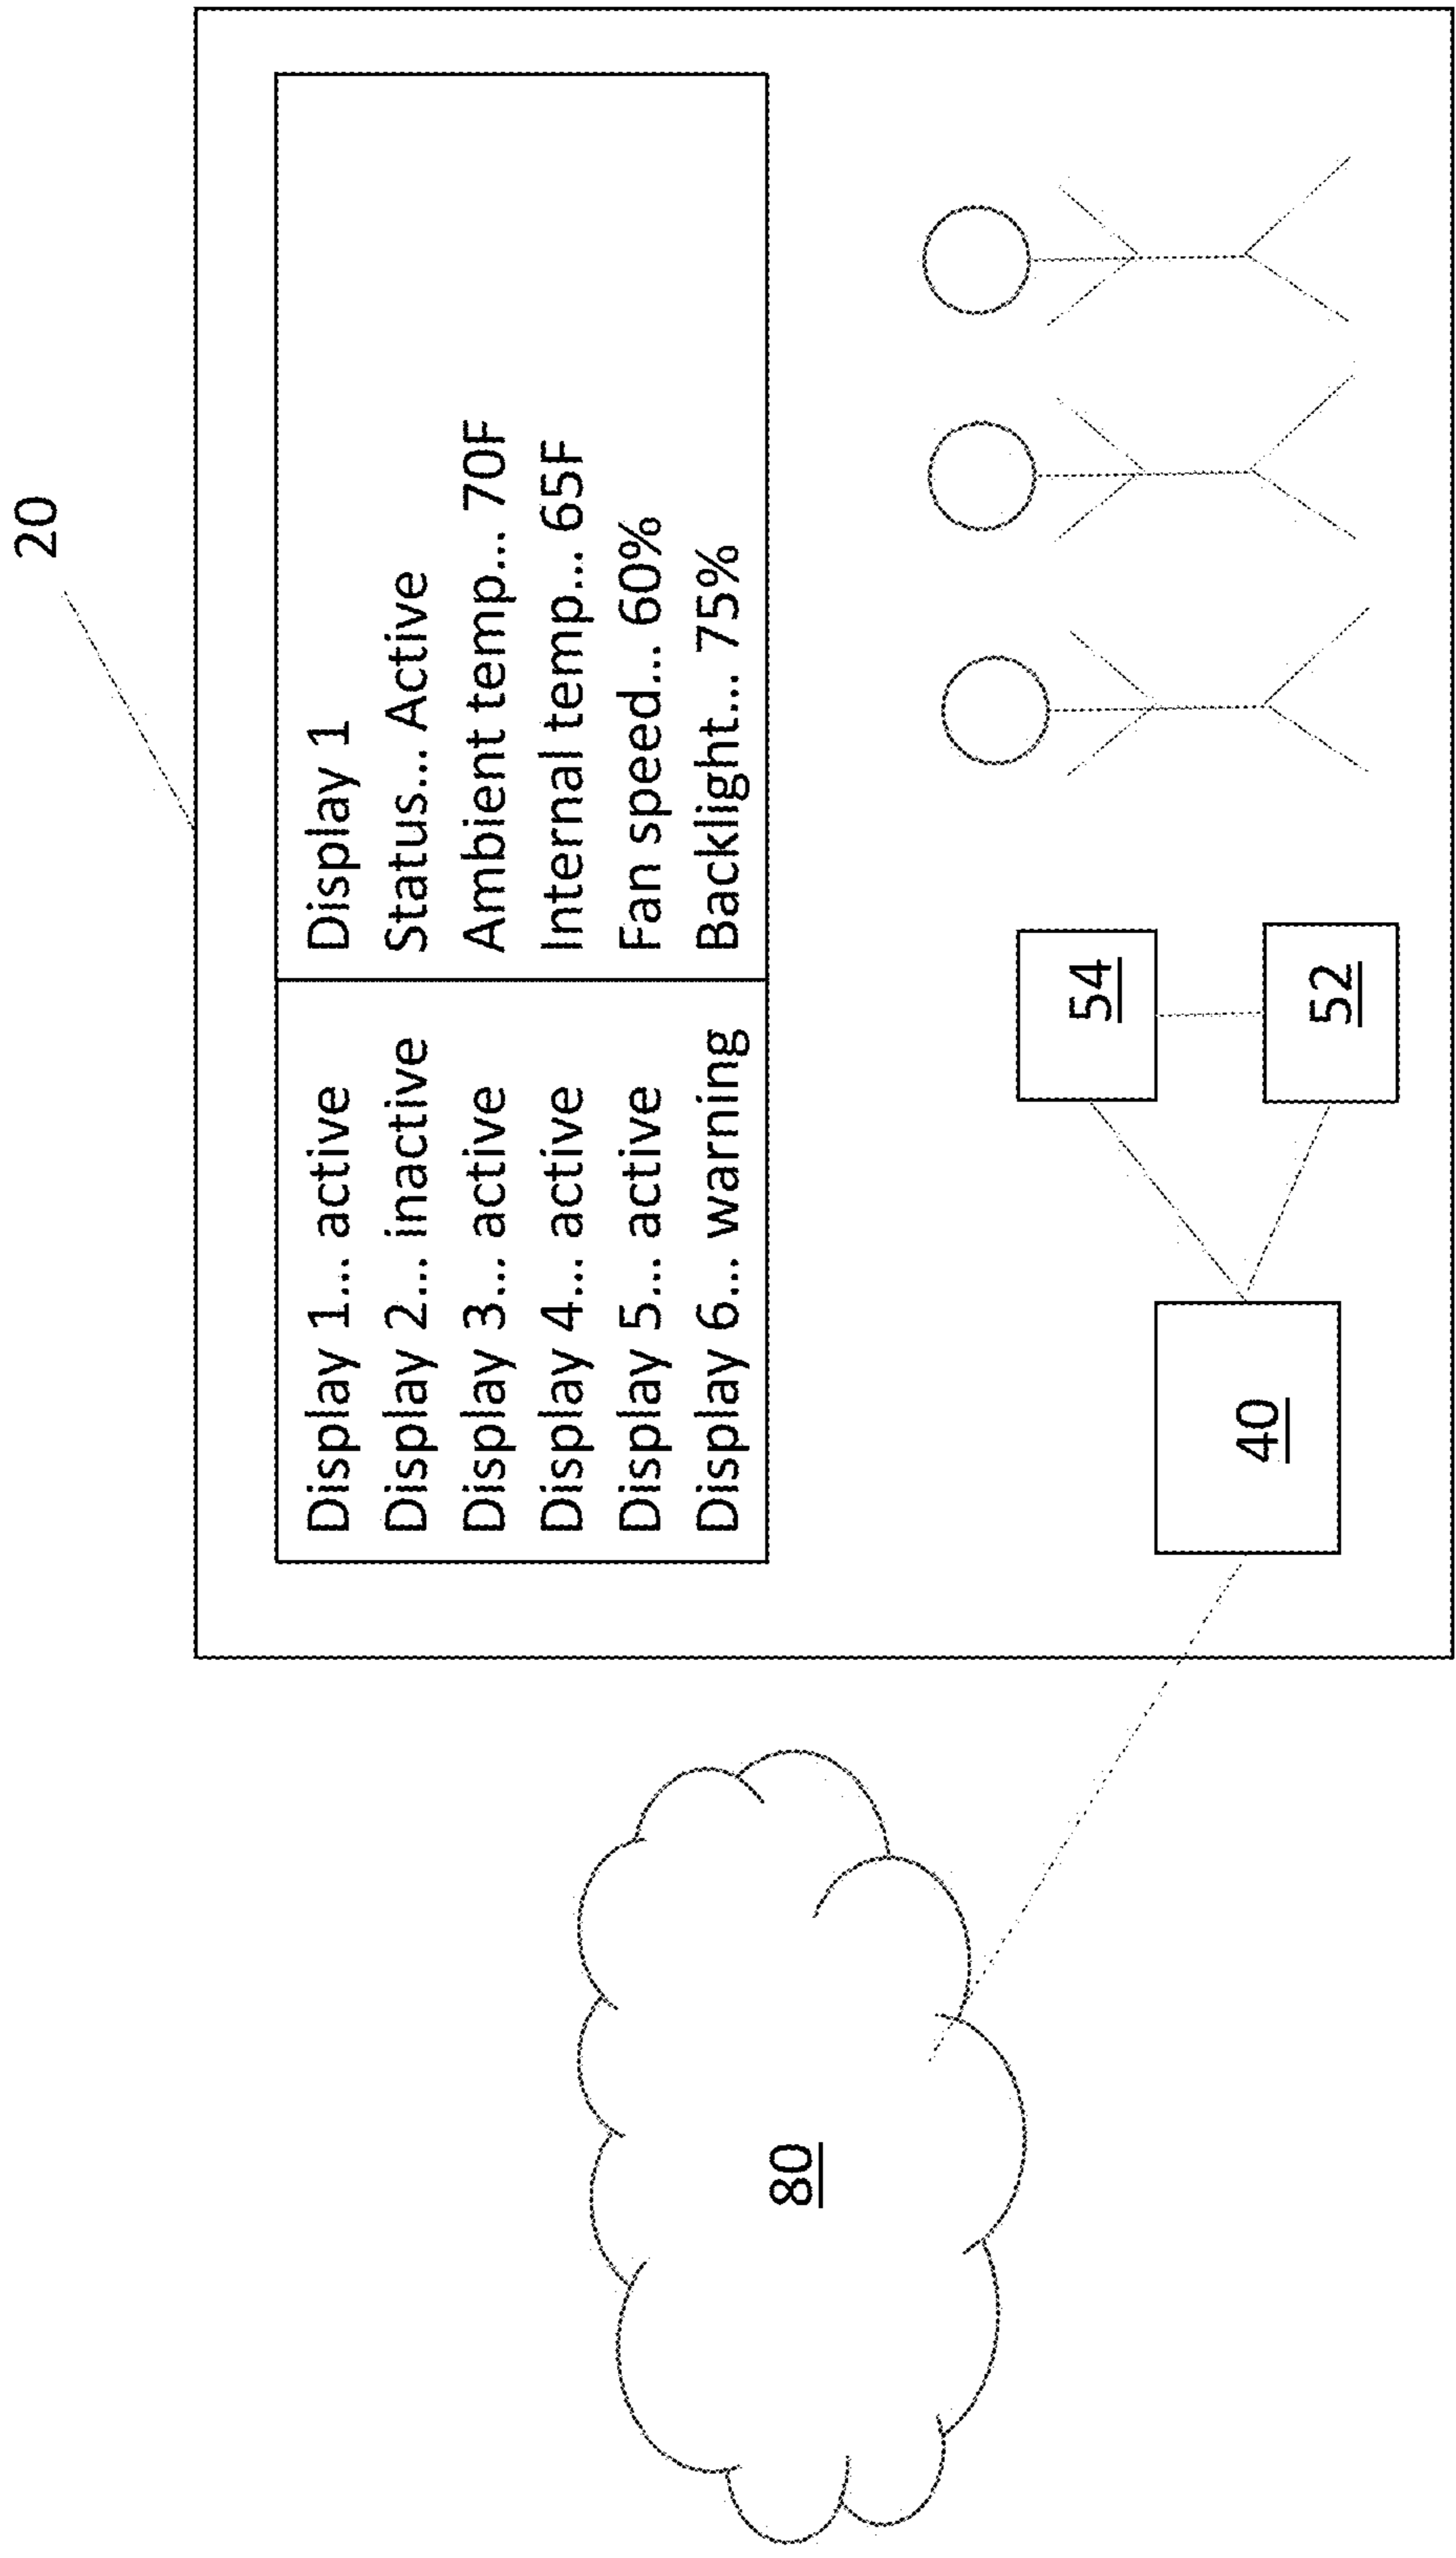 20
Display 1... active
Display 2... inactive
Display 3... active
Display 4... active
Display 5... active
Display 6... warning
Display 1
Status... Active
Ambient temp... 70F
Internal temp... 65F
Fan speed... 60%
Backlight... 75%
80
40
54
52